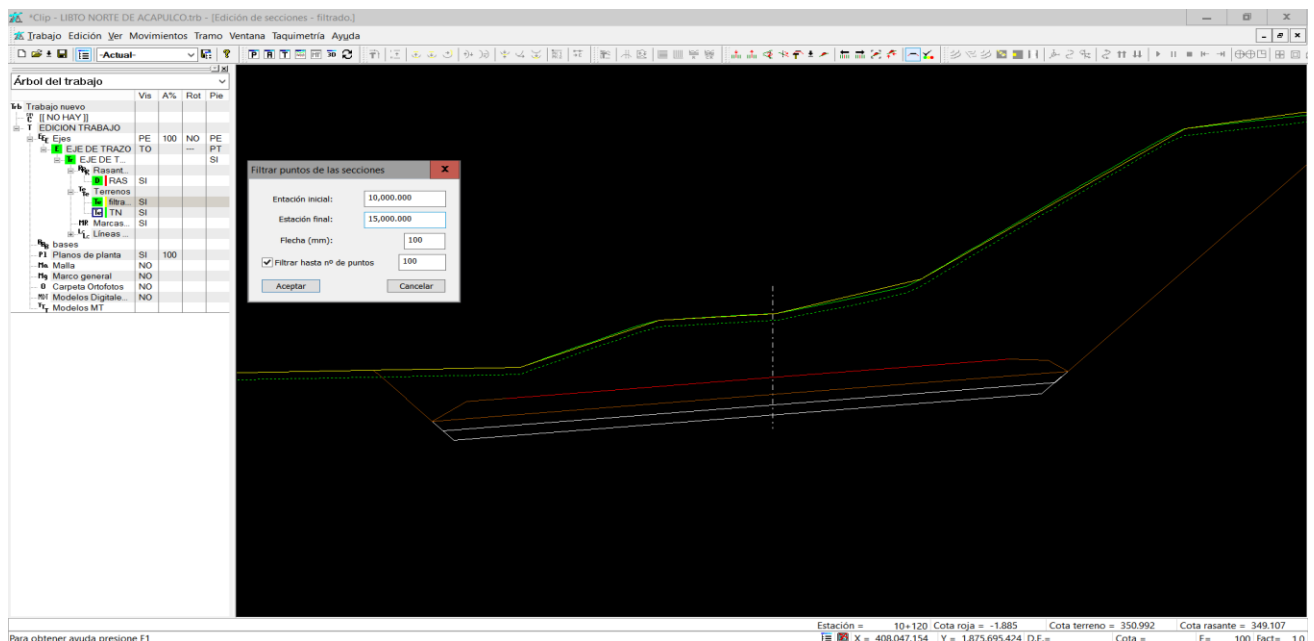 *Clip - LIBTO NORTE DE ACAPULCO.trb - [Edición de secciones - filtrado.]
Trabajo Edición Ver Movimientos Tramo Ventana Taquimetría Ayuda
-Actual-
Árbol del trabajo
Vis A% Rot Pie
Trabajo nuevo
[[ NO HAY ]]
EDICION TRABAJO
Ejes PE 100 NO PE
EJE DE TRAZO TO --- PT
EJE DE T... SI
Rasant...
RAS SI
Terrenos
filtra... SI
TN SI
Marcas... SI
Líneas ...
bases
Planos de planta SI 100
Malla NO
Marco general NO
Carpeta Ortofotos NO
Modelos Digitale... NO
Modelos MT
Filtrar puntos de las secciones
Entación inicial: 10,000.000
Estación final: 15,000.000
Flecha (mm): 100
Filtrar hasta nº de puntos 100
Aceptar Cancelar
Estación = 10+120 Cota roja = -1.885 Cota terreno = 350.992 Cota rasante = 349.107
Para obtener ayuda presione F1
X = 408,047.154 Y = 1,875,695.424 D.E.= Cota = E= 100 Fact= 1.0